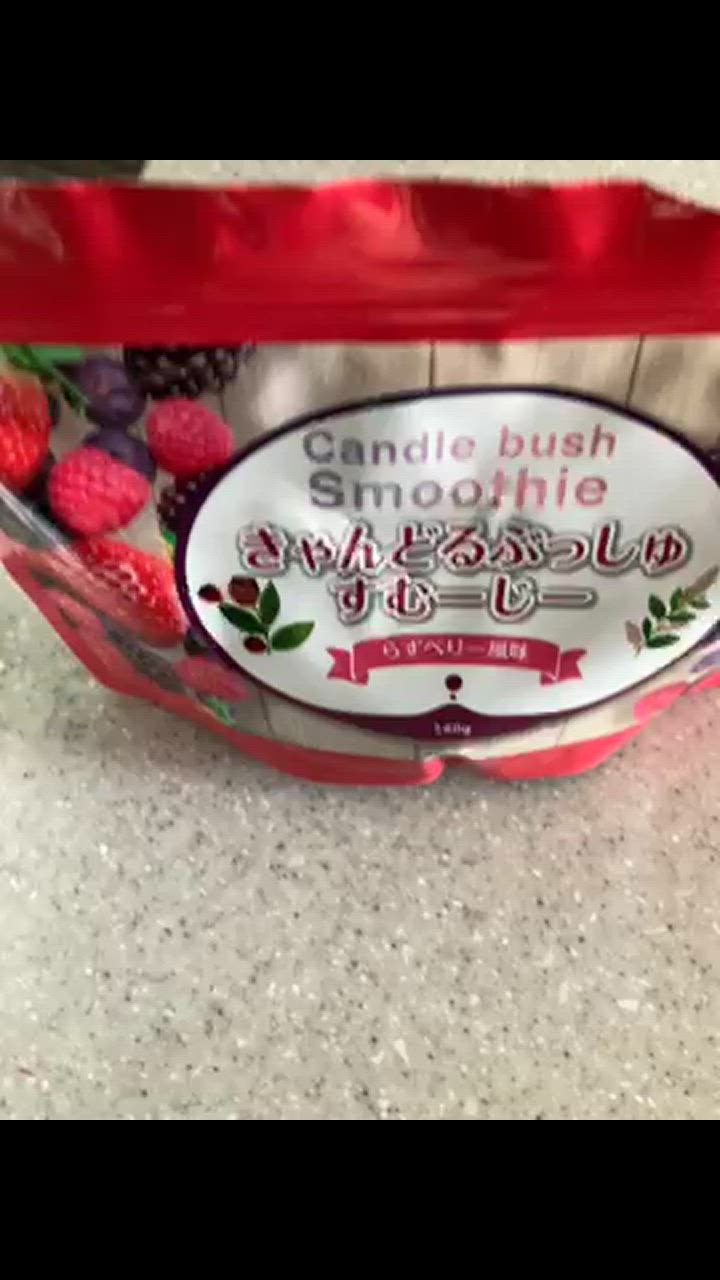 Candle bush
Smoothie
きゃんどるぶっしゅ
すむーじー
らずべりー風味